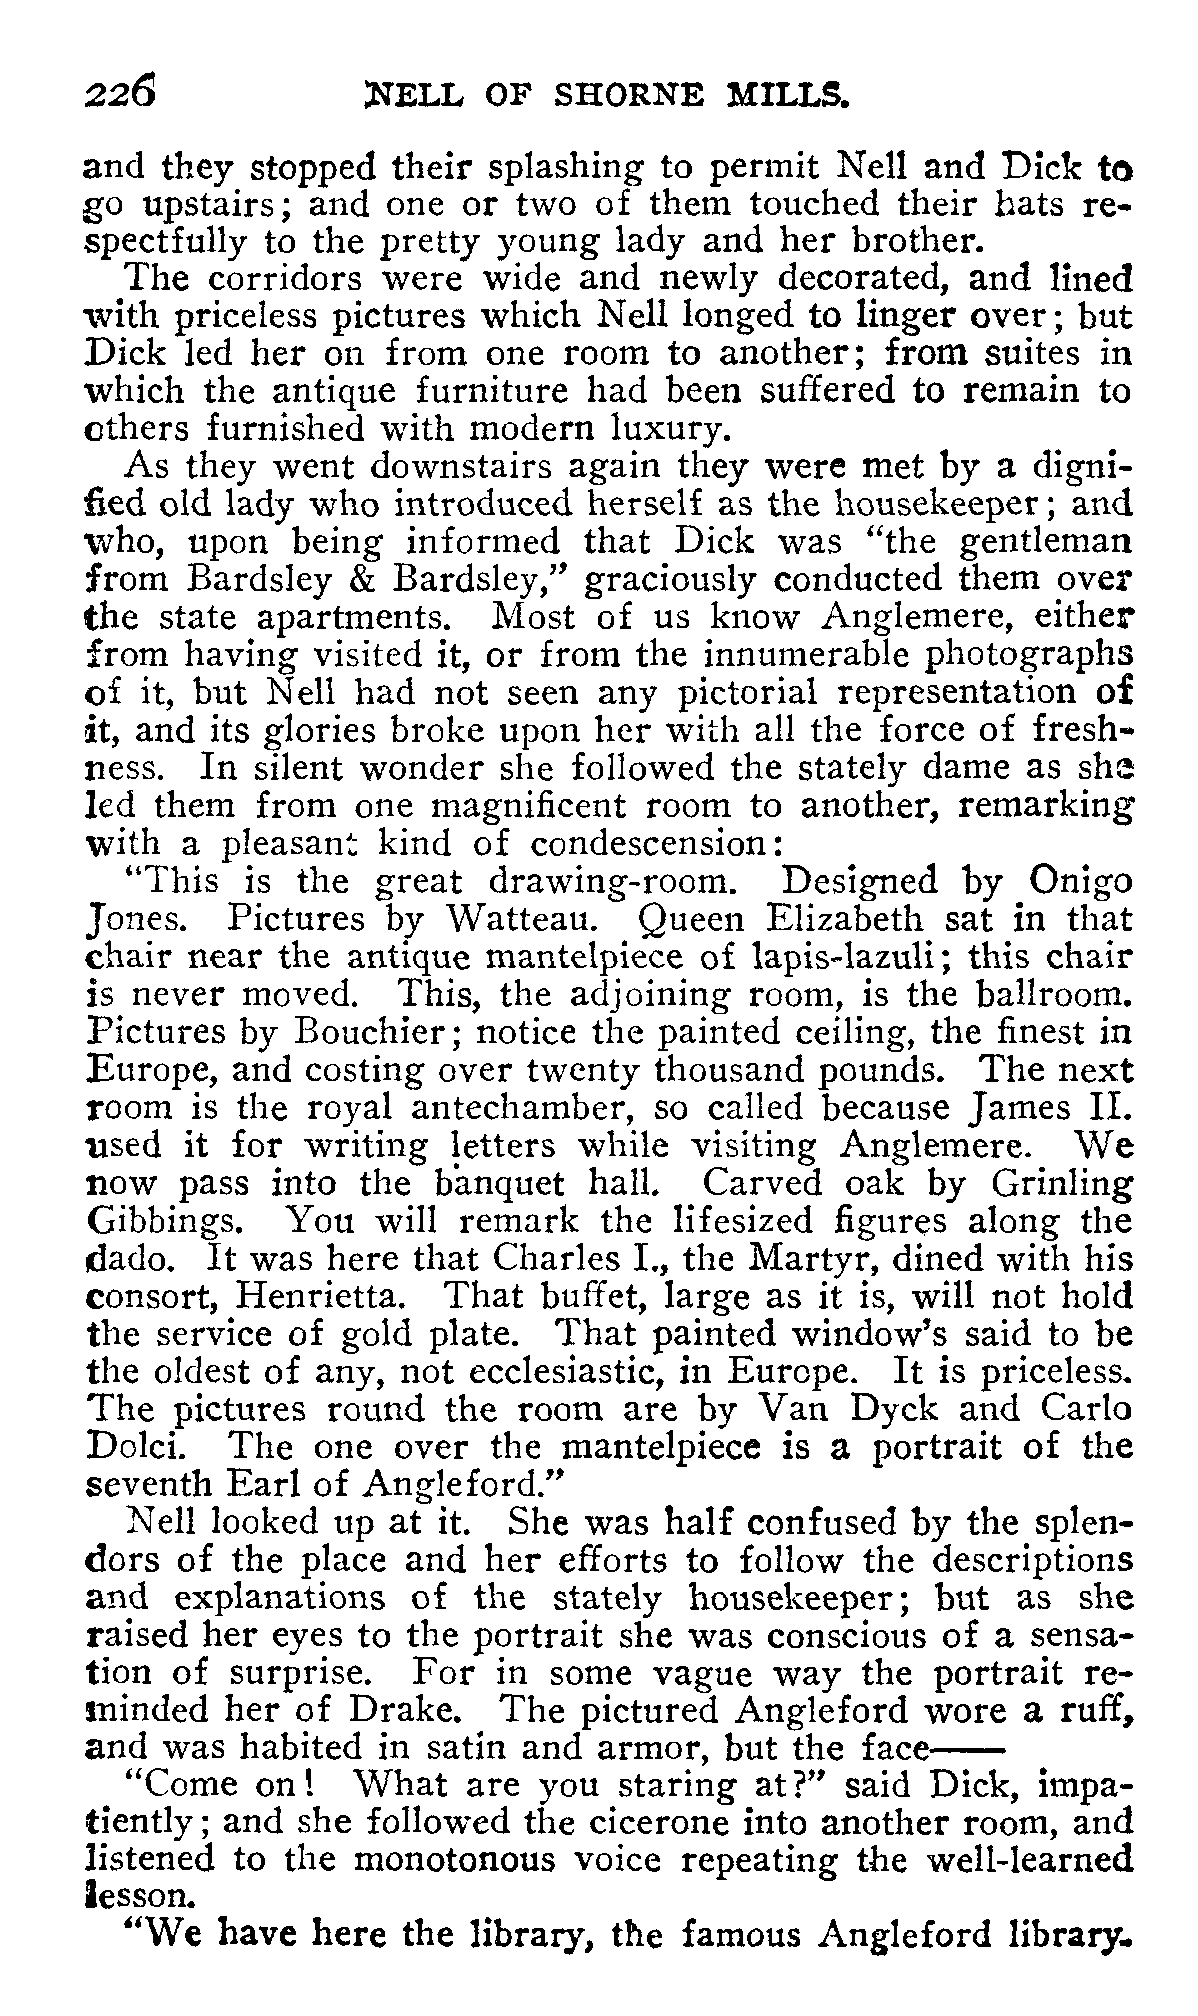 226 NELL OF SHORNE MILLS.
and they stopped their splashing to permit Nell and Dick to
go upstairs; and one or two of them touched their hats re-
spectfully to the pretty young lady and her brother.
The corridors were wide and newly decorated, and lined
with priceless pictures which Nell longed to linger over; but
Dick led her on from one room to another; from suites in
which the antique furniture had been suffered to remain to
others furnished with modern luxury.
As they went downstairs again they were met by a digni-
fied old lady who introduced herself as the housekeeper; and
who, upon being informed that Dick was "the gentleman
from Bardsley & Bardsley," graciously conducted them over
the state apartments. Most of us know Anglemere, either
from having visited it, or from the innumerable photographs
of it, but Nell had not seen any pictorial representation of
it, and its glories broke upon her with all the force of fresh-
ness. In silent wonder she followed the stately dame as she
led them from one magnificent room to another, remarking
with a pleasant kind of condescension:
"This is the great drawing-room. Designed by Onigo
Jones. Pictures by Watteau. Queen Elizabeth sat in that
chair near the antique mantelpiece of lapis-lazuli; this chair
is never moved. This, the adjoining room, is the ballroom.
Pictures by Bouchier; notice the painted ceiling, the finest in
Europe, and costing over twenty thousand pounds. The next
room is the royal antechamber, so called because James II.
used it for writing letters while visiting Anglemere. We
now pass into the banquet hall. Carved oak by Grinling
Gibbings. You will remark the lifesized figures along the
dado. It was here that Charles I., the Martyr, dined with his
consort, Henrietta. That buffet, large as it is, will not hold
the service of gold plate. That painted window's said to be
the oldest of any, not ecclesiastic, in Europe. It is priceless.
The pictures round the room are by Van Dyck and Carlo
Dolci. The one over the mantelpiece is a portrait of the
seventh Earl of Angleford."
Nell looked up at it. She was half confused by the splen-
dors of the place and her efforts to follow the descriptions
and explanations of the stately housekeeper; but as she
raised her eyes to the portrait she was conscious of a sensa-
tion of surprise. For in some vague way the portrait re-
minded her of Drake. The pictured Angleford wore a ruff,
and was habited in satin and armor, but the face——
"Come on! What are you staring at?" said Dick, impa-
tiently; and she followed the cicerone into another room, and
listened to the monotonous voice repeating the well-learned
lesson.
"We have here the library, the famous Angleford library.